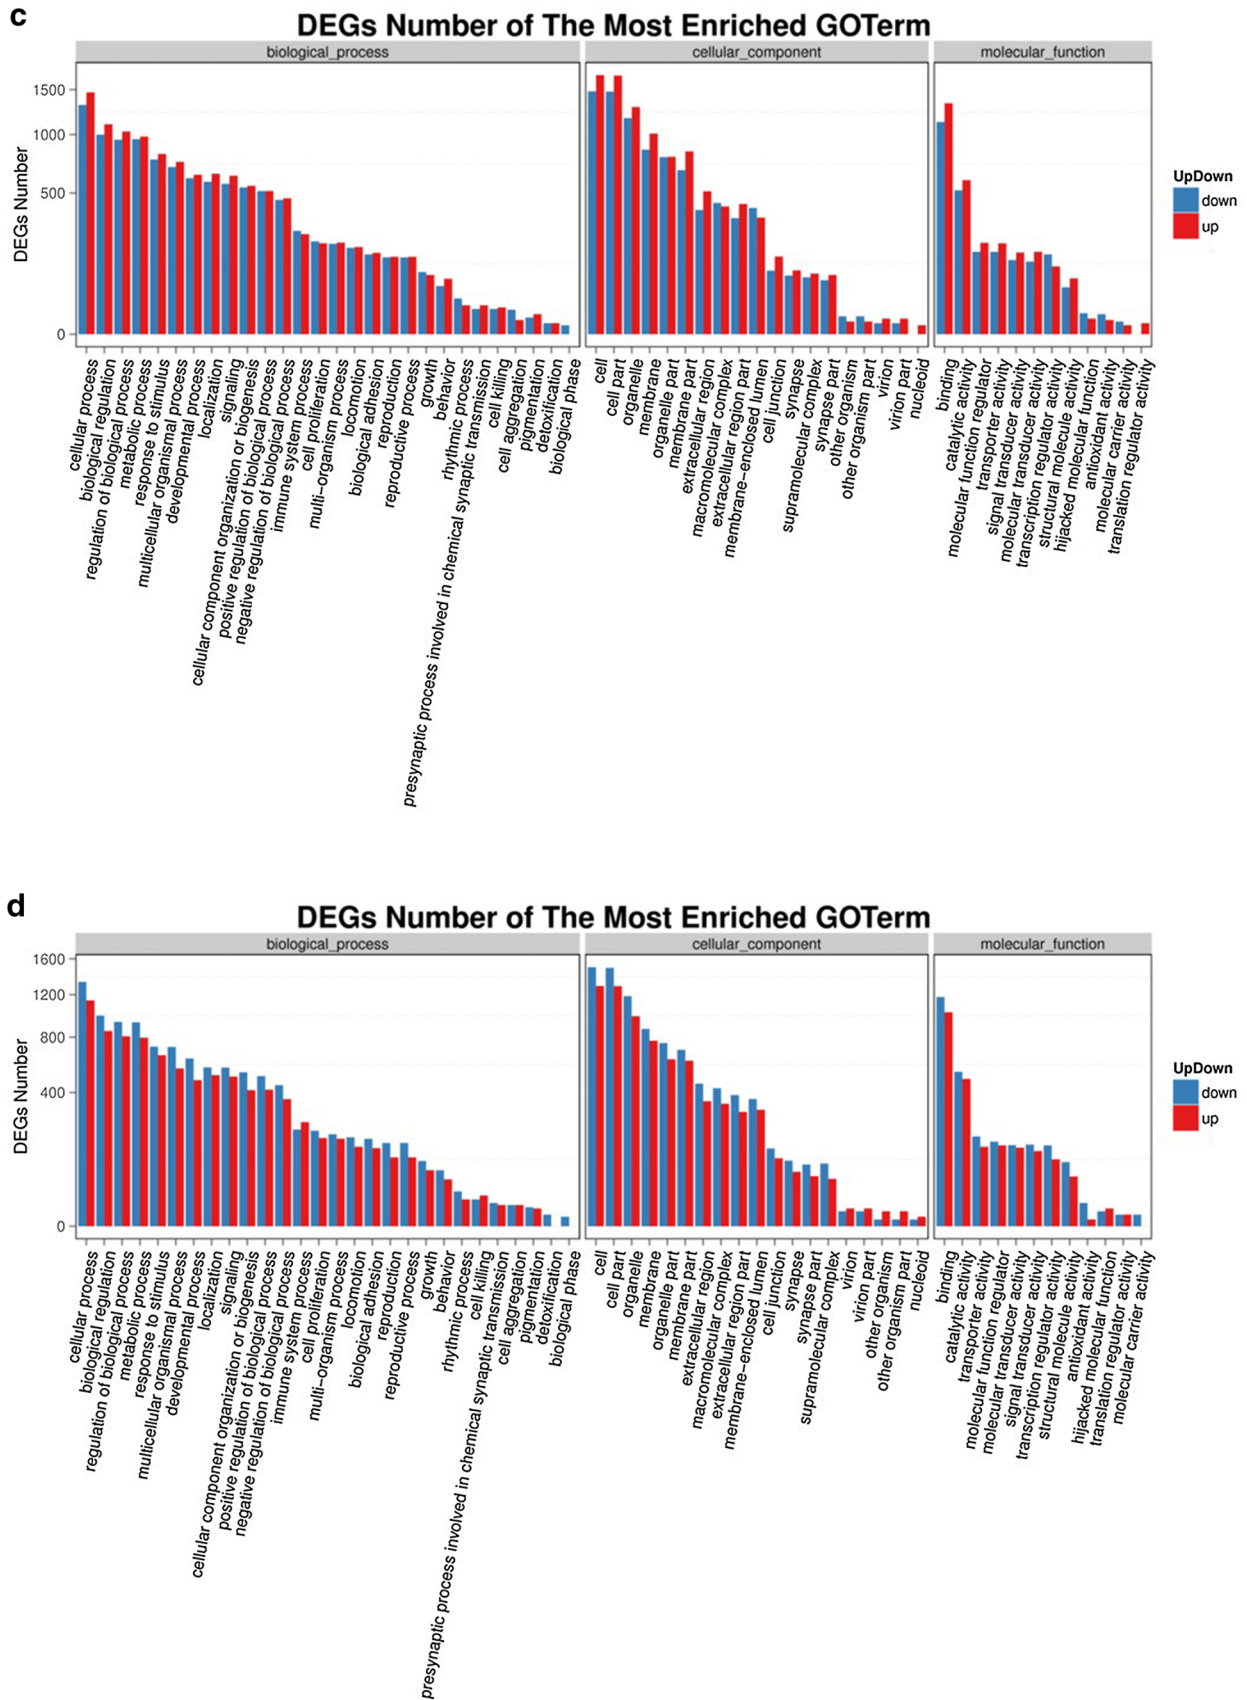 c
DEGs Number of The Most Enriched GOTerm
biological_process
cellular_component
molecular_function
DEGs Number
1500
1000
500
0
UpDown
down
up
cellular process
biological regulation
regulation of biological process
metabolic process
response to stimulus
multicellular organismal process
developmental process
localization
signaling
cellular component organization or biogenesis
positive regulation of biological process
negative regulation of biological process
immune system process
cell proliferation
multi−organism process
locomotion
biological adhesion
reproduction
reproductive process
growth
behavior
rhythmic process
presynaptic process involved in chemical synaptic transmission
cell killing
cell aggregation
pigmentation
detoxification
biological phase
cell
cell part
organelle
membrane
organelle part
membrane part
extracellular region
macromolecular complex
extracellular region part
membrane−enclosed lumen
cell junction
synapse
supramolecular complex
synapse part
other organism
other organism part
virion
virion part
nucleoid
binding
catalytic activity
molecular function regulator
transporter activity
signal transducer activity
molecular transducer activity
transcription regulator activity
structural molecule activity
hijacked molecular function
antioxidant activity
molecular carrier activity
translation regulator activity
d
DEGs Number of The Most Enriched GOTerm
biological_process
cellular_component
molecular_function
DEGs Number
1600
1200
800
400
0
UpDown
down
up
cellular process
biological regulation
regulation of biological process
metabolic process
response to stimulus
multicellular organismal process
developmental process
localization
signaling
cellular component organization or biogenesis
positive regulation of biological process
negative regulation of biological process
immune system process
cell proliferation
multi−organism process
locomotion
biological adhesion
reproduction
reproductive process
growth
behavior
rhythmic process
cell killing
presynaptic process involved in chemical synaptic transmission
cell aggregation
pigmentation
detoxification
biological phase
cell
cell part
organelle
membrane
organelle part
membrane part
extracellular region
macromolecular complex
extracellular region part
membrane−enclosed lumen
cell junction
synapse
synapse part
supramolecular complex
virion
virion part
other organism
other organism part
nucleoid
binding
catalytic activity
transporter activity
molecular function regulator
molecular transducer activity
signal transducer activity
transcription regulator activity
structural molecule activity
antioxidant activity
hijacked molecular function
translation regulator activity
molecular carrier activity